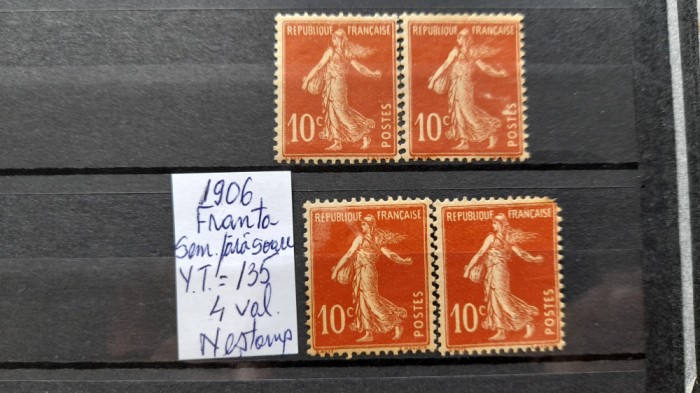 REPUBLIQUE FRANÇAISE
10c
POSTES
REPUBLIQUE FRANÇAISE
10c
POSTES
1906
Franta
Sem. fără soare
Y.T. = 135
4 val.
Nestamp
REPUBLIQUE FRANÇAISE
10c
POSTES
REPUBLIQUE FRANÇAISE
10c
POSTES